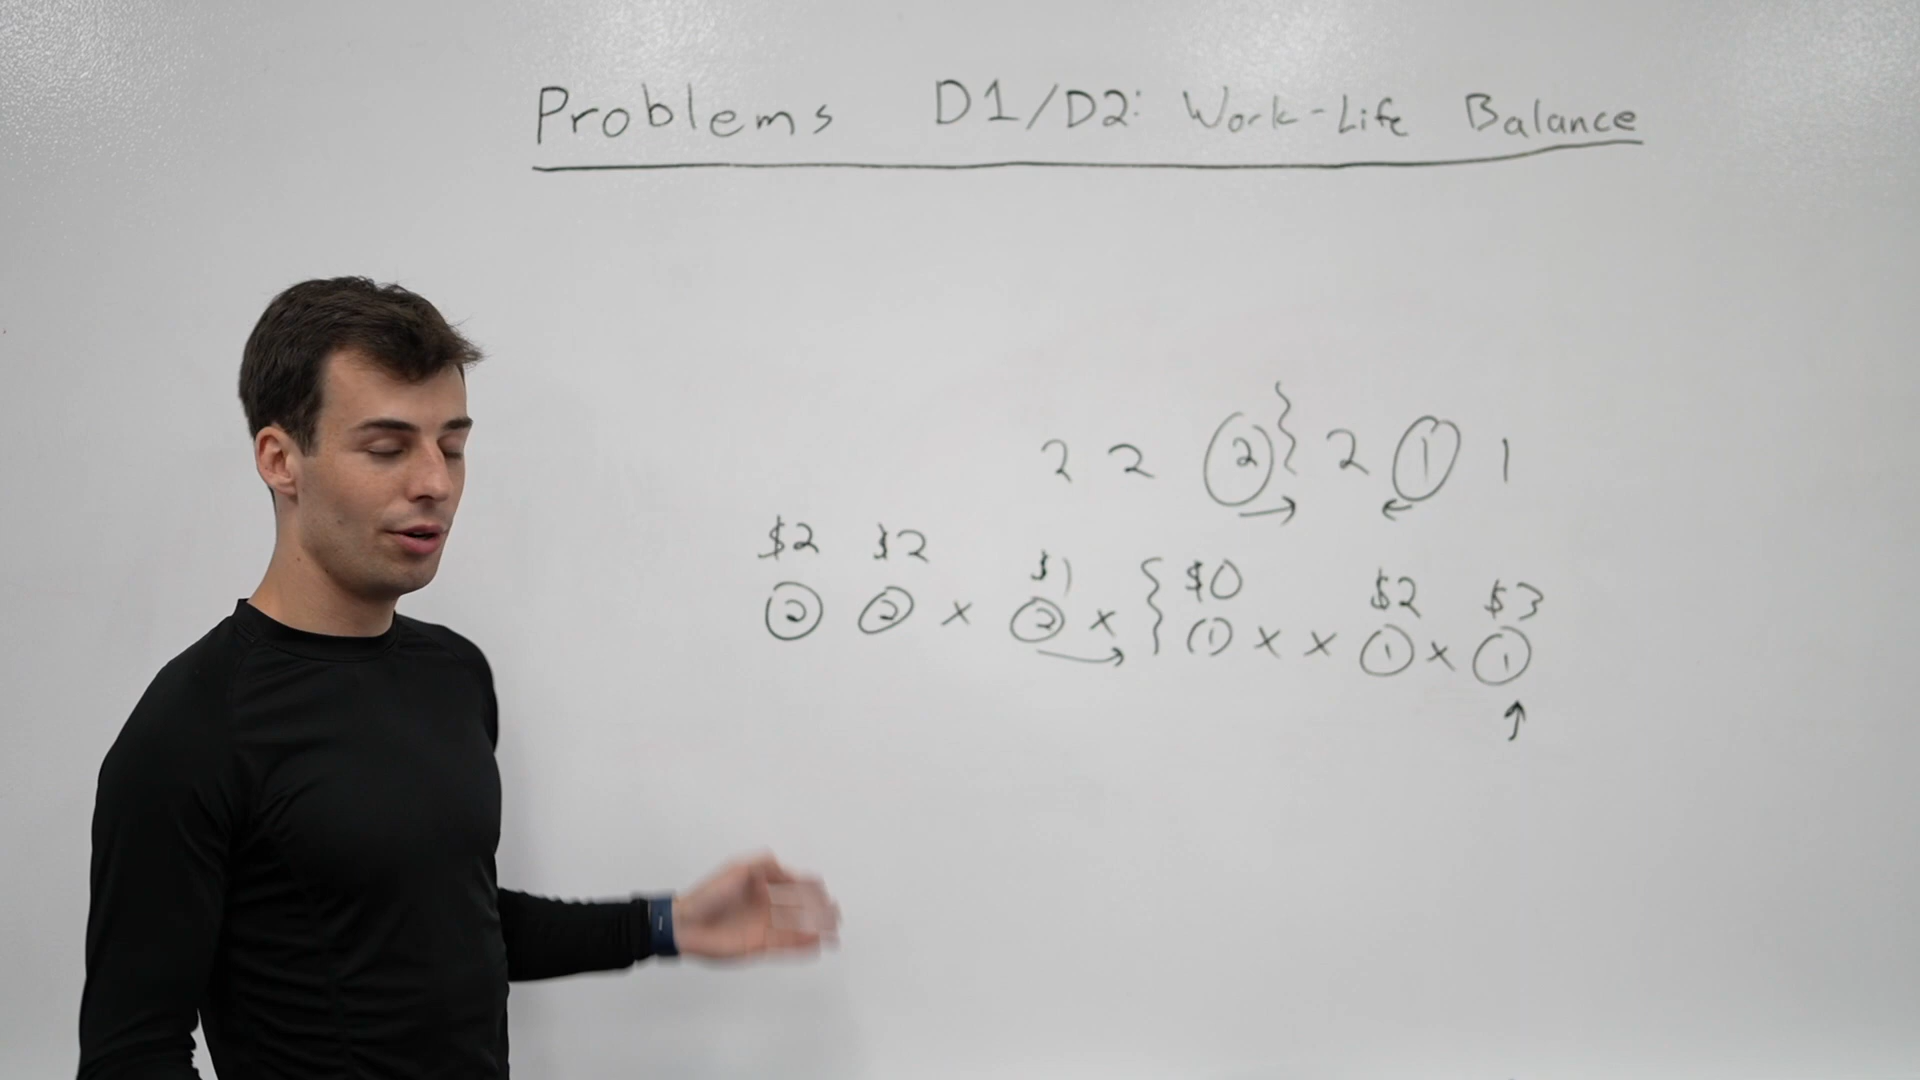 Problems D1/D2: Work-Life Balance
2 2 2 } 2 1 1
$2 $2 $1 { $0 $2 $3
2 2 x 2 x } 1 x x 1 x 1